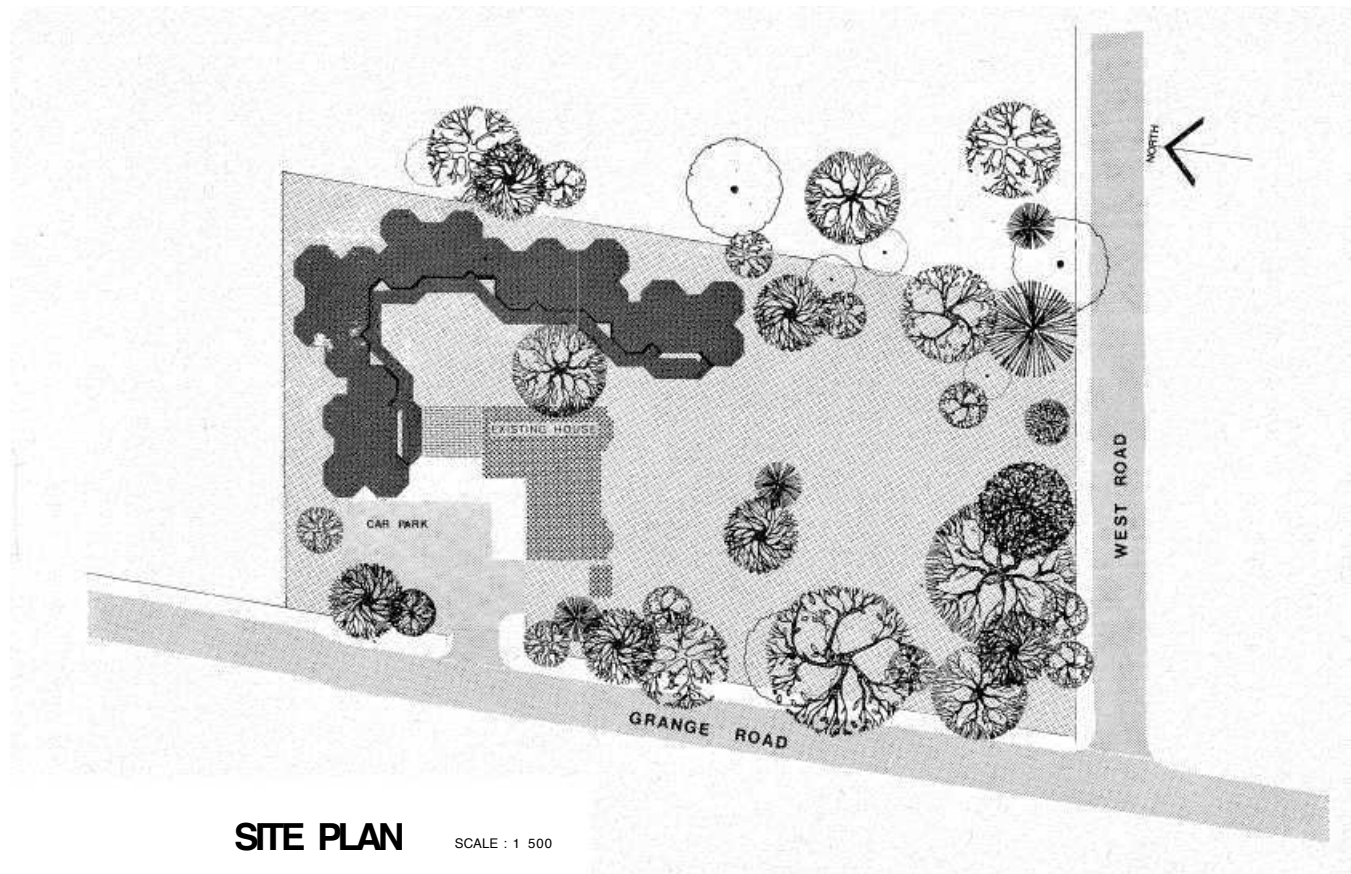 NORTH
EXISTING HOUSE
WEST ROAD
CAR PARK
GRANGE ROAD
SITE PLAN
SCALE : 1 500